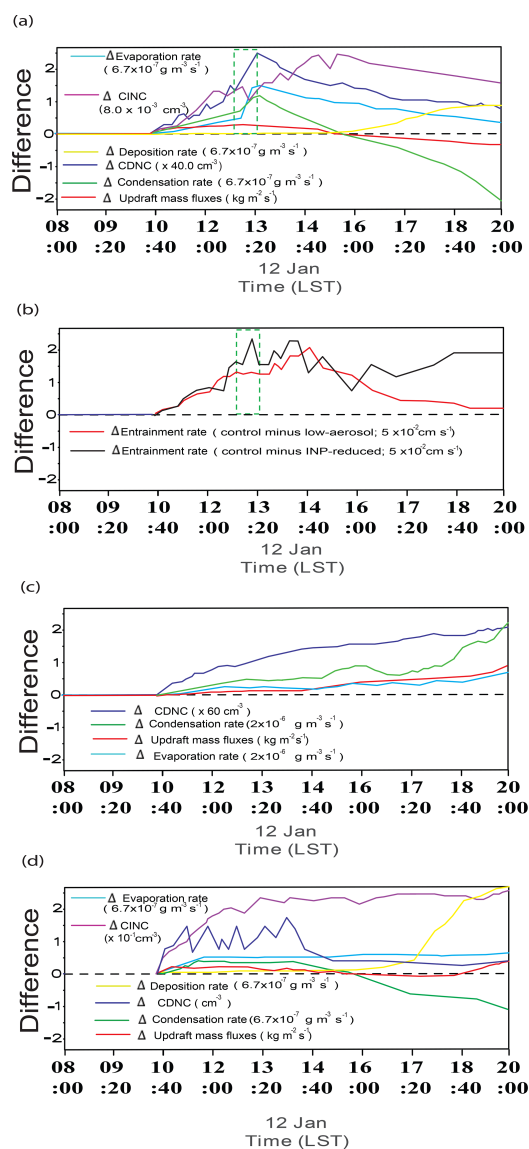 (a)
Δ Evaporation rate
( 6.7x10⁻⁷g m⁻³ s⁻¹)
Δ CINC
(8.0 x 10⁻³ cm⁻³)
Difference
2
1
0
-1
-2
Δ Deposition rate ( 6.7x10⁻⁷ g m⁻³ s⁻¹)
Δ CDNC ( x 40.0 cm⁻³)
Δ Condensation rate ( 6.7x10⁻⁷ g m⁻³ s⁻¹)
Δ Updraft mass fluxes ( kg m⁻² s⁻¹)
08 09 10 12 13 14 16 17 18 20
:00 :20 :40 :00 :20 :40 :00 :20 :40 :00
12 Jan
Time (LST)
(b)
Difference
2
1
0
-1
-2
Δ Entrainment rate ( control minus low-aerosol; 5 x10⁻² cm s⁻¹)
Δ Entrainment rate ( control minus INP-reduced; 5 x10⁻² cm s⁻¹)
08 09 10 12 13 14 16 17 18 20
:00 :20 :40 :00 :20 :40 :00 :20 :40 :00
12 Jan
Time (LST)
(c)
Difference
2
1
0
-1
-2
Δ CDNC ( x 60 cm⁻³)
Δ Condensation rate (2x10⁻⁶ g m⁻³ s⁻¹)
Δ Updraft mass fluxes ( kg m⁻² s⁻¹)
Δ Evaporation rate ( 2x10⁻⁶ g m⁻³ s⁻¹)
08 09 10 12 13 14 16 17 18 20
:00 :20 :40 :00 :20 :40 :00 :20 :40 :00
12 Jan
Time (LST)
(d)
Δ Evaporation rate
( 6.7x10⁻⁷ g m⁻³ s⁻¹)
Δ CINC
(x 10⁻¹ cm⁻³)
Difference
2
1
0
-1
-2
Δ Deposition rate ( 6.7x10⁻⁷ g m⁻³ s⁻¹)
Δ CDNC ( cm⁻³ )
Δ Condensation rate (6.7x10⁻⁷ g m⁻³ s⁻¹)
Δ Updraft mass fluxes ( kg m⁻² s⁻¹)
08 09 10 12 13 14 16 17 18 20
:00 :20 :40 :00 :20 :40 :00 :20 :40 :00
12 Jan
Time (LST)